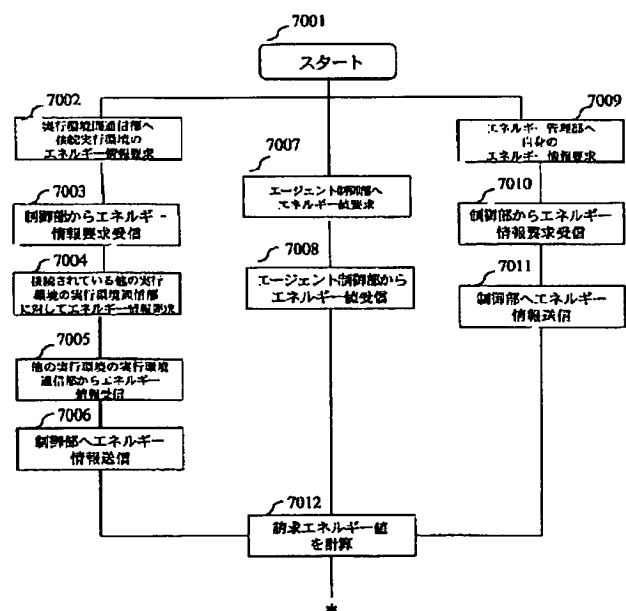 7001
スタート
7002
実行環境間通信部へ
接続実行環境の
エネルギー情報要求
7003
制御部からエネルギー
情報要求受信
7004
接続されている他の実行
環境の実行環境通信部
に対してエネルギー情報要求
7005
他の実行環境の実行環境
通信部からエネルギー
情報受信
7006
制御部へエネルギー
情報送信
7007
エージェント制御部へ
エネルギー値要求
7008
エージェント制御部から
エネルギー値受信
7009
エネルギー管理部へ
自身の
エネルギー情報要求
7010
制御部からエネルギー
情報要求受信
7011
制御部へエネルギー
情報送信
7012
請求エネルギー値
を計算
*